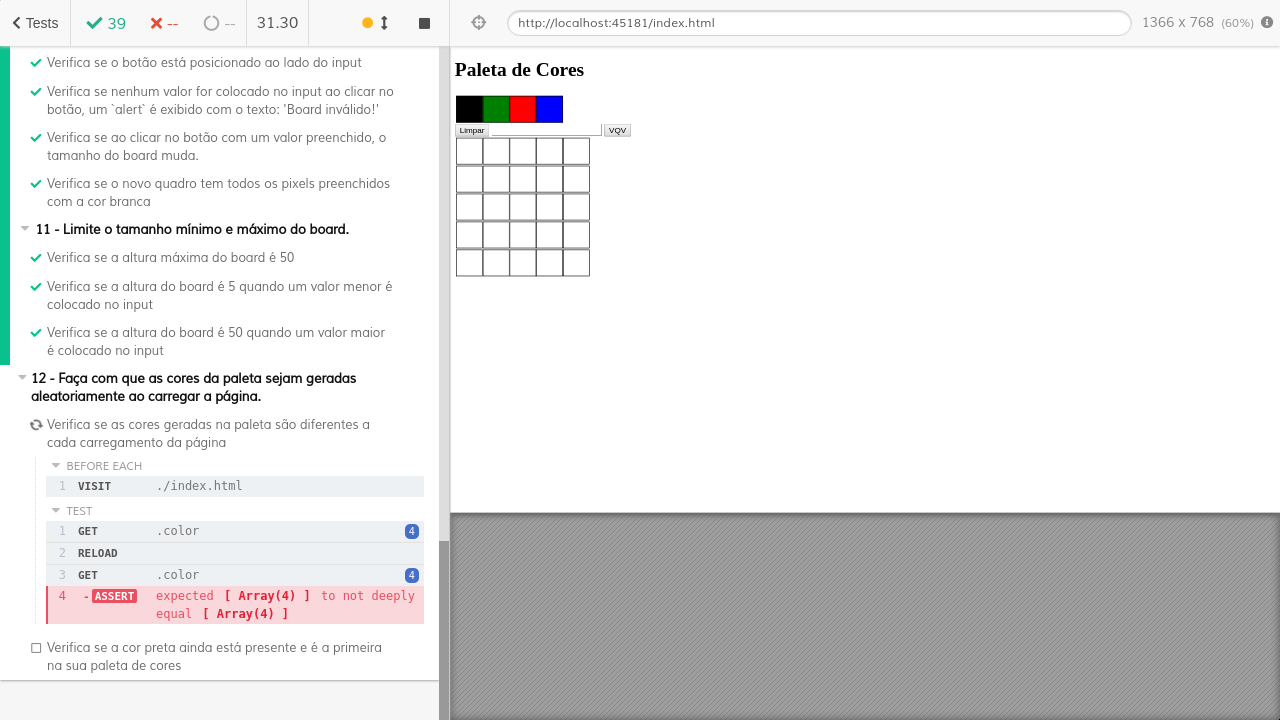 Tests
39
--
--
31.30
http://localhost:45181/index.html
1366 x 768 (60%)
Verifica se o botão está posicionado ao lado do input
Verifica se nenhum valor for colocado no input ao clicar no
botão, um `alert` é exibido com o texto: 'Board inválido!'
Verifica se ao clicar no botão com um valor preenchido, o
tamanho do board muda.
Verifica se o novo quadro tem todos os pixels preenchidos
com a cor branca
11 - Limite o tamanho mínimo e máximo do board.
Verifica se a altura máxima do board é 50
Verifica se a altura do board é 5 quando um valor menor é
colocado no input
Verifica se a altura do board é 50 quando um valor maior
é colocado no input
12 - Faça com que as cores da paleta sejam geradas
aleatoriamente ao carregar a página.
Verifica se as cores geradas na paleta são diferentes a
cada carregamento da página
BEFORE EACH
1 VISIT ./index.html
TEST
1 GET .color 4
2 RELOAD
3 GET .color 4
4 -ASSERT expected [ Array(4) ] to not deeply
equal [ Array(4) ]
Verifica se a cor preta ainda está presente e é a primeira
na sua paleta de cores
Paleta de Cores
Limpar
VQV